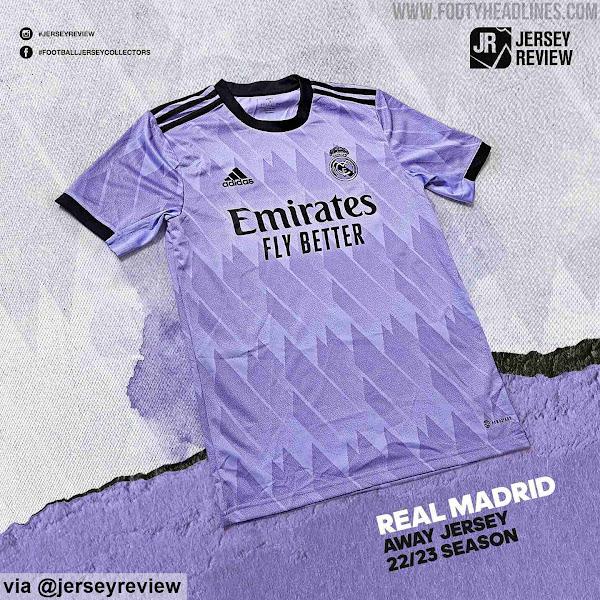 WWW.FOOTYHEADLINES.COM
@JERSEYREVIEW
#FOOTBALLJERSEYCOLLECTORS
JR JERSEY
REVIEW
adidas
Emirates
FLY BETTER
REAL MADRID
AWAY JERSEY
22/23 SEASON
via @jerseyreview